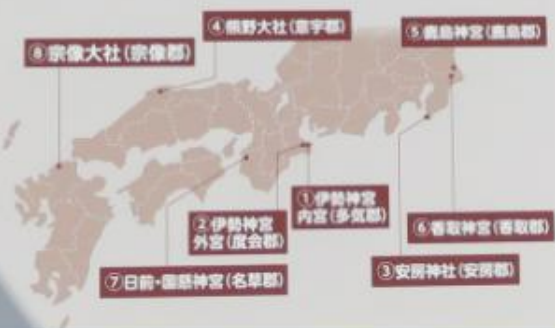 ④熊野大社(意宇郡)
⑤鹿島神宮(鹿島郡)
⑧宗像大社(宗像郡)
①伊勢神宮
内宮(多気郡)
②伊勢神宮
外宮(度会郡)
⑥香取神宮(香取郡)
③安房神社(安房郡)
⑦日前・国懸神宮(名草郡)